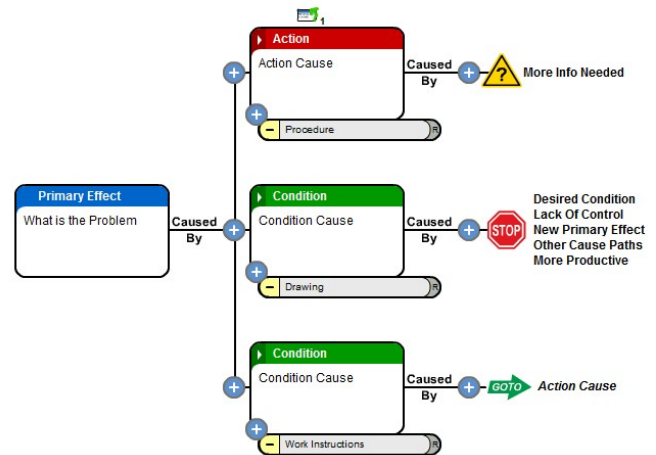 1
Action
Action Cause
Caused
By
?
More Info Needed
Procedure
R
Primary Effect
What is the Problem
Caused
By
Condition
Condition Cause
Caused
By
STOP
Desired Condition
Lack Of Control
New Primary Effect
Other Cause Paths
More Productive
Drawing
R
Condition
Condition Cause
Caused
By
GOTO
Action Cause
Work Instructions
R